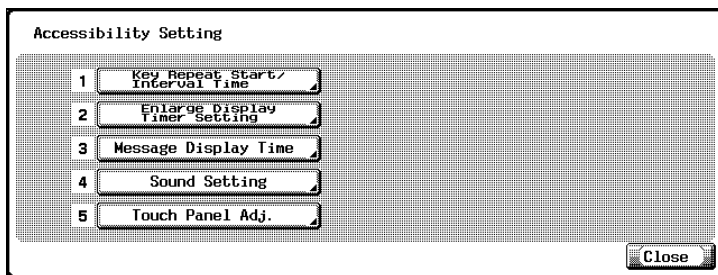 Accessibility Setting
1 Key Repeat Start/
Interval Time
2 Enlarge Display
Timer Setting
3 Message Display Time
4 Sound Setting
5 Touch Panel Adj.
Close